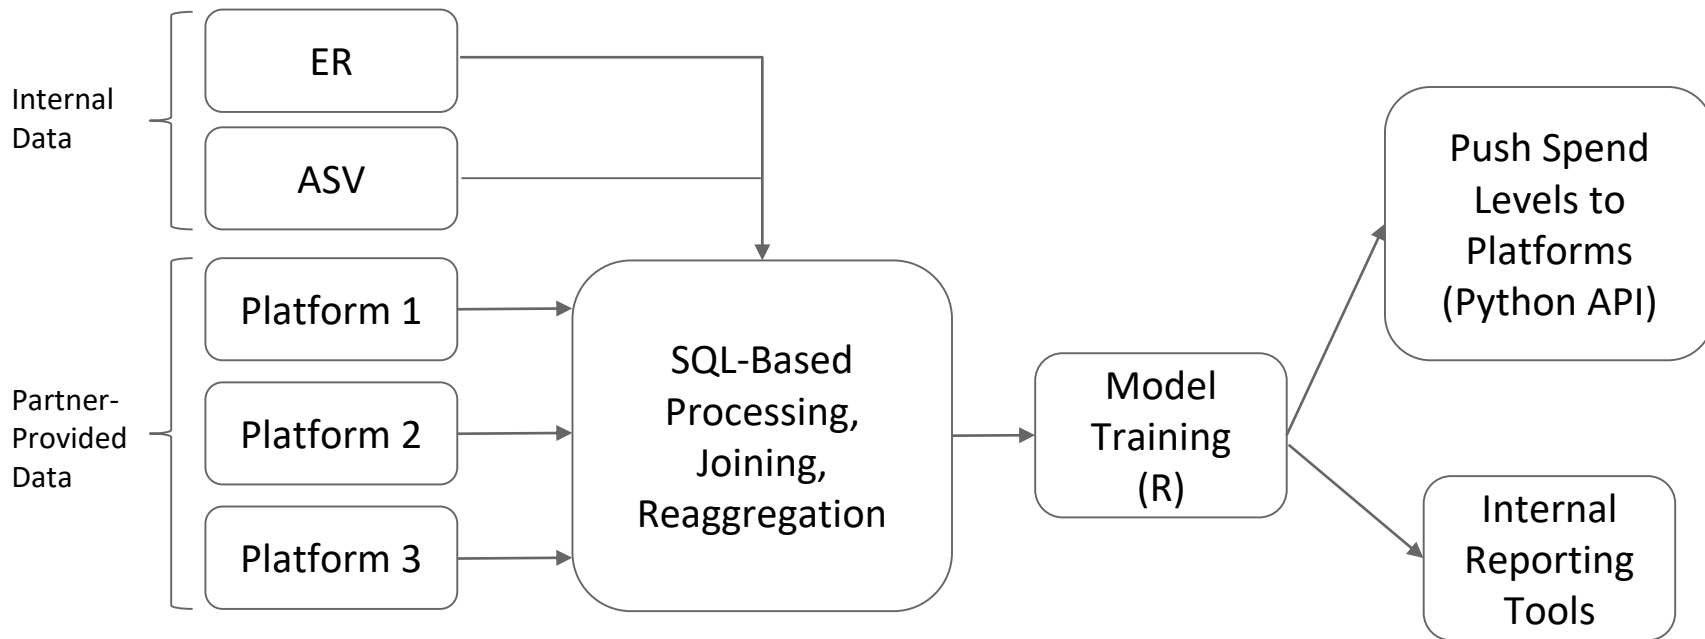 Internal
Data
ER
ASV
Partner-
Provided
Data
Platform 1
Platform 2
Platform 3
SQL-Based
Processing,
Joining,
Reaggregation
Model
Training
(R)
Push Spend
Levels to
Platforms
(Python API)
Internal
Reporting
Tools